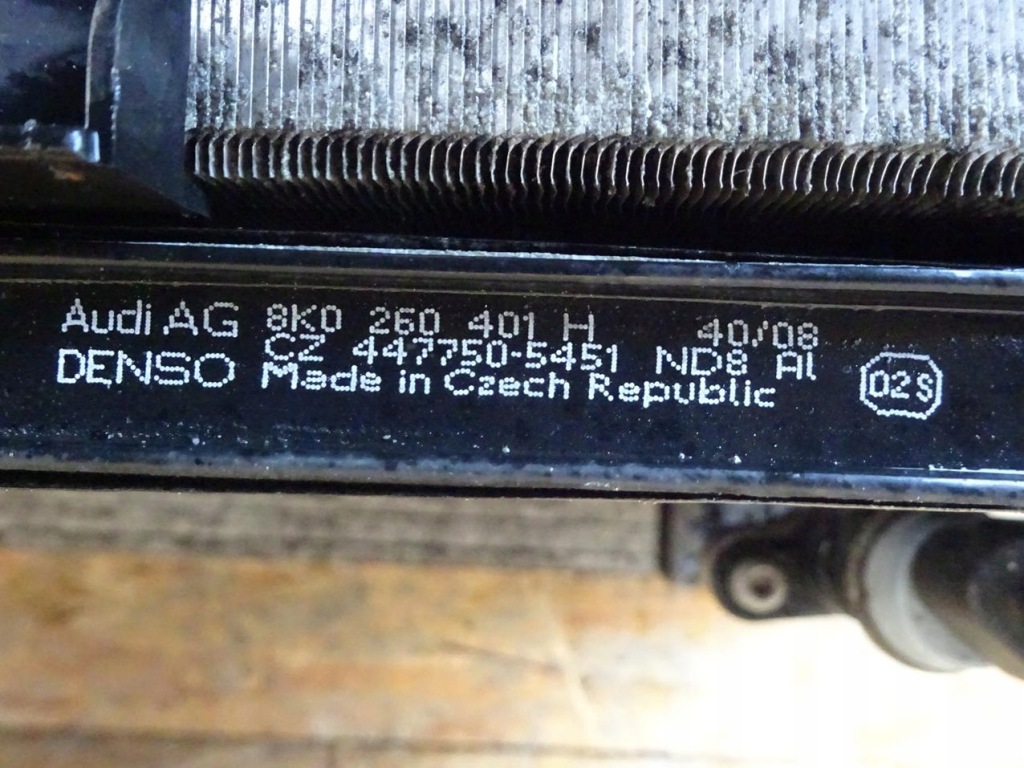 Audi AG 8K0 260 401 H 40/08
CZ 447750-5451 ND8 Al
DENSO Made in Czech Republic
02S